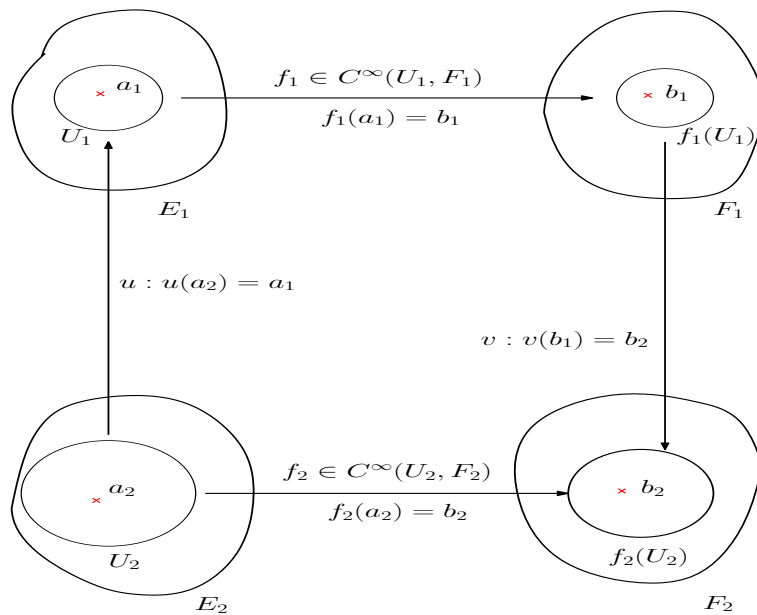 f₁ ∈ C^∞(U₁, F₁)
a₁
b₁
f₁(a₁) = b₁
U₁
f₁(U₁)
E₁
F₁
u : u(a₂) = a₁
v : v(b₁) = b₂
f₂ ∈ C^∞(U₂, F₂)
a₂
b₂
f₂(a₂) = b₂
U₂
f₂(U₂)
E₂
F₂